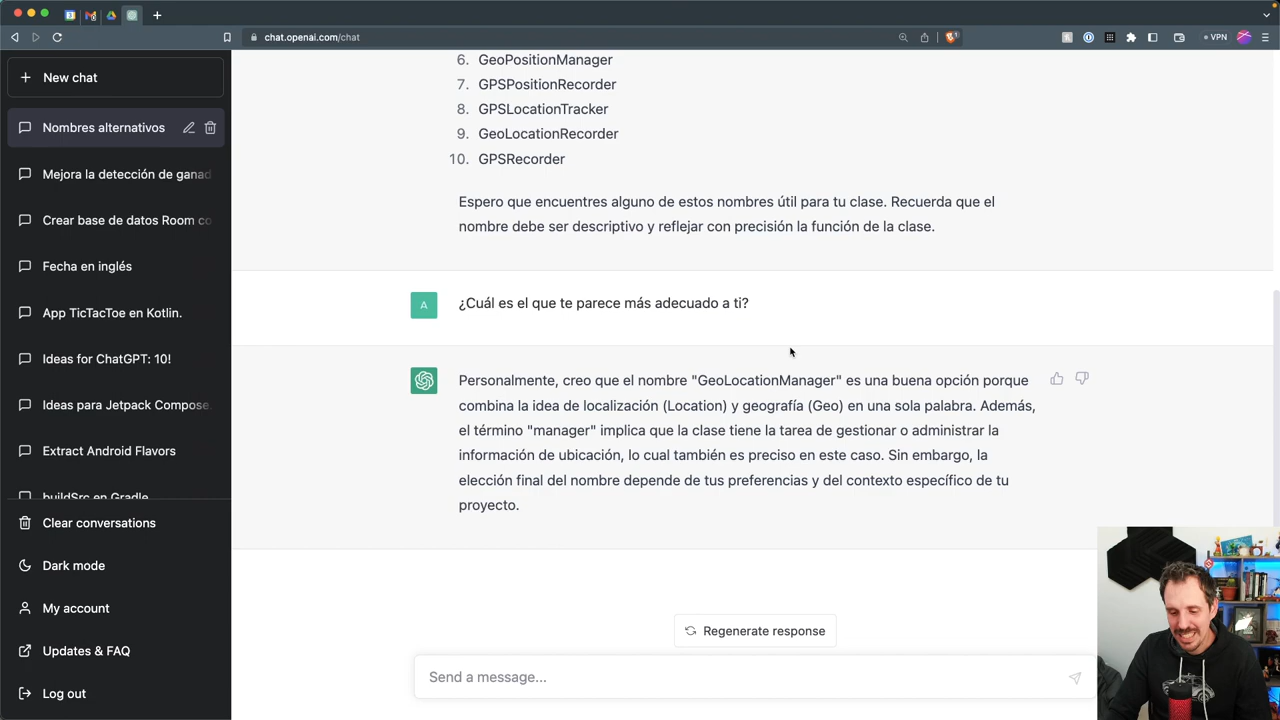 chat.openai.com/chat
VPN
New chat
Nombres alternativos
Mejora la detección de ganad
Crear base de datos Room co
Fecha en inglés
App TicTacToe en Kotlin.
Ideas for ChatGPT: 10!
Ideas para Jetpack Compose.
Extract Android Flavors
buildSrc en Gradle
Clear conversations
Dark mode
My account
Updates & FAQ
Log out
6. GeoPositionManager
7. GPSPositionRecorder
8. GPSLocationTracker
9. GeoLocationRecorder
10. GPSRecorder
Espero que encuentres alguno de estos nombres útil para tu clase. Recuerda que el
nombre debe ser descriptivo y reflejar con precisión la función de la clase.
A
¿Cuál es el que te parece más adecuado a ti?
Personalmente, creo que el nombre "GeoLocationManager" es una buena opción porque
combina la idea de localización (Location) y geografía (Geo) en una sola palabra. Además,
el término "manager" implica que la clase tiene la tarea de gestionar o administrar la
información de ubicación, lo cual también es preciso en este caso. Sin embargo, la
elección final del nombre depende de tus preferencias y del contexto específico de tu
proyecto.
Regenerate response
Send a message...